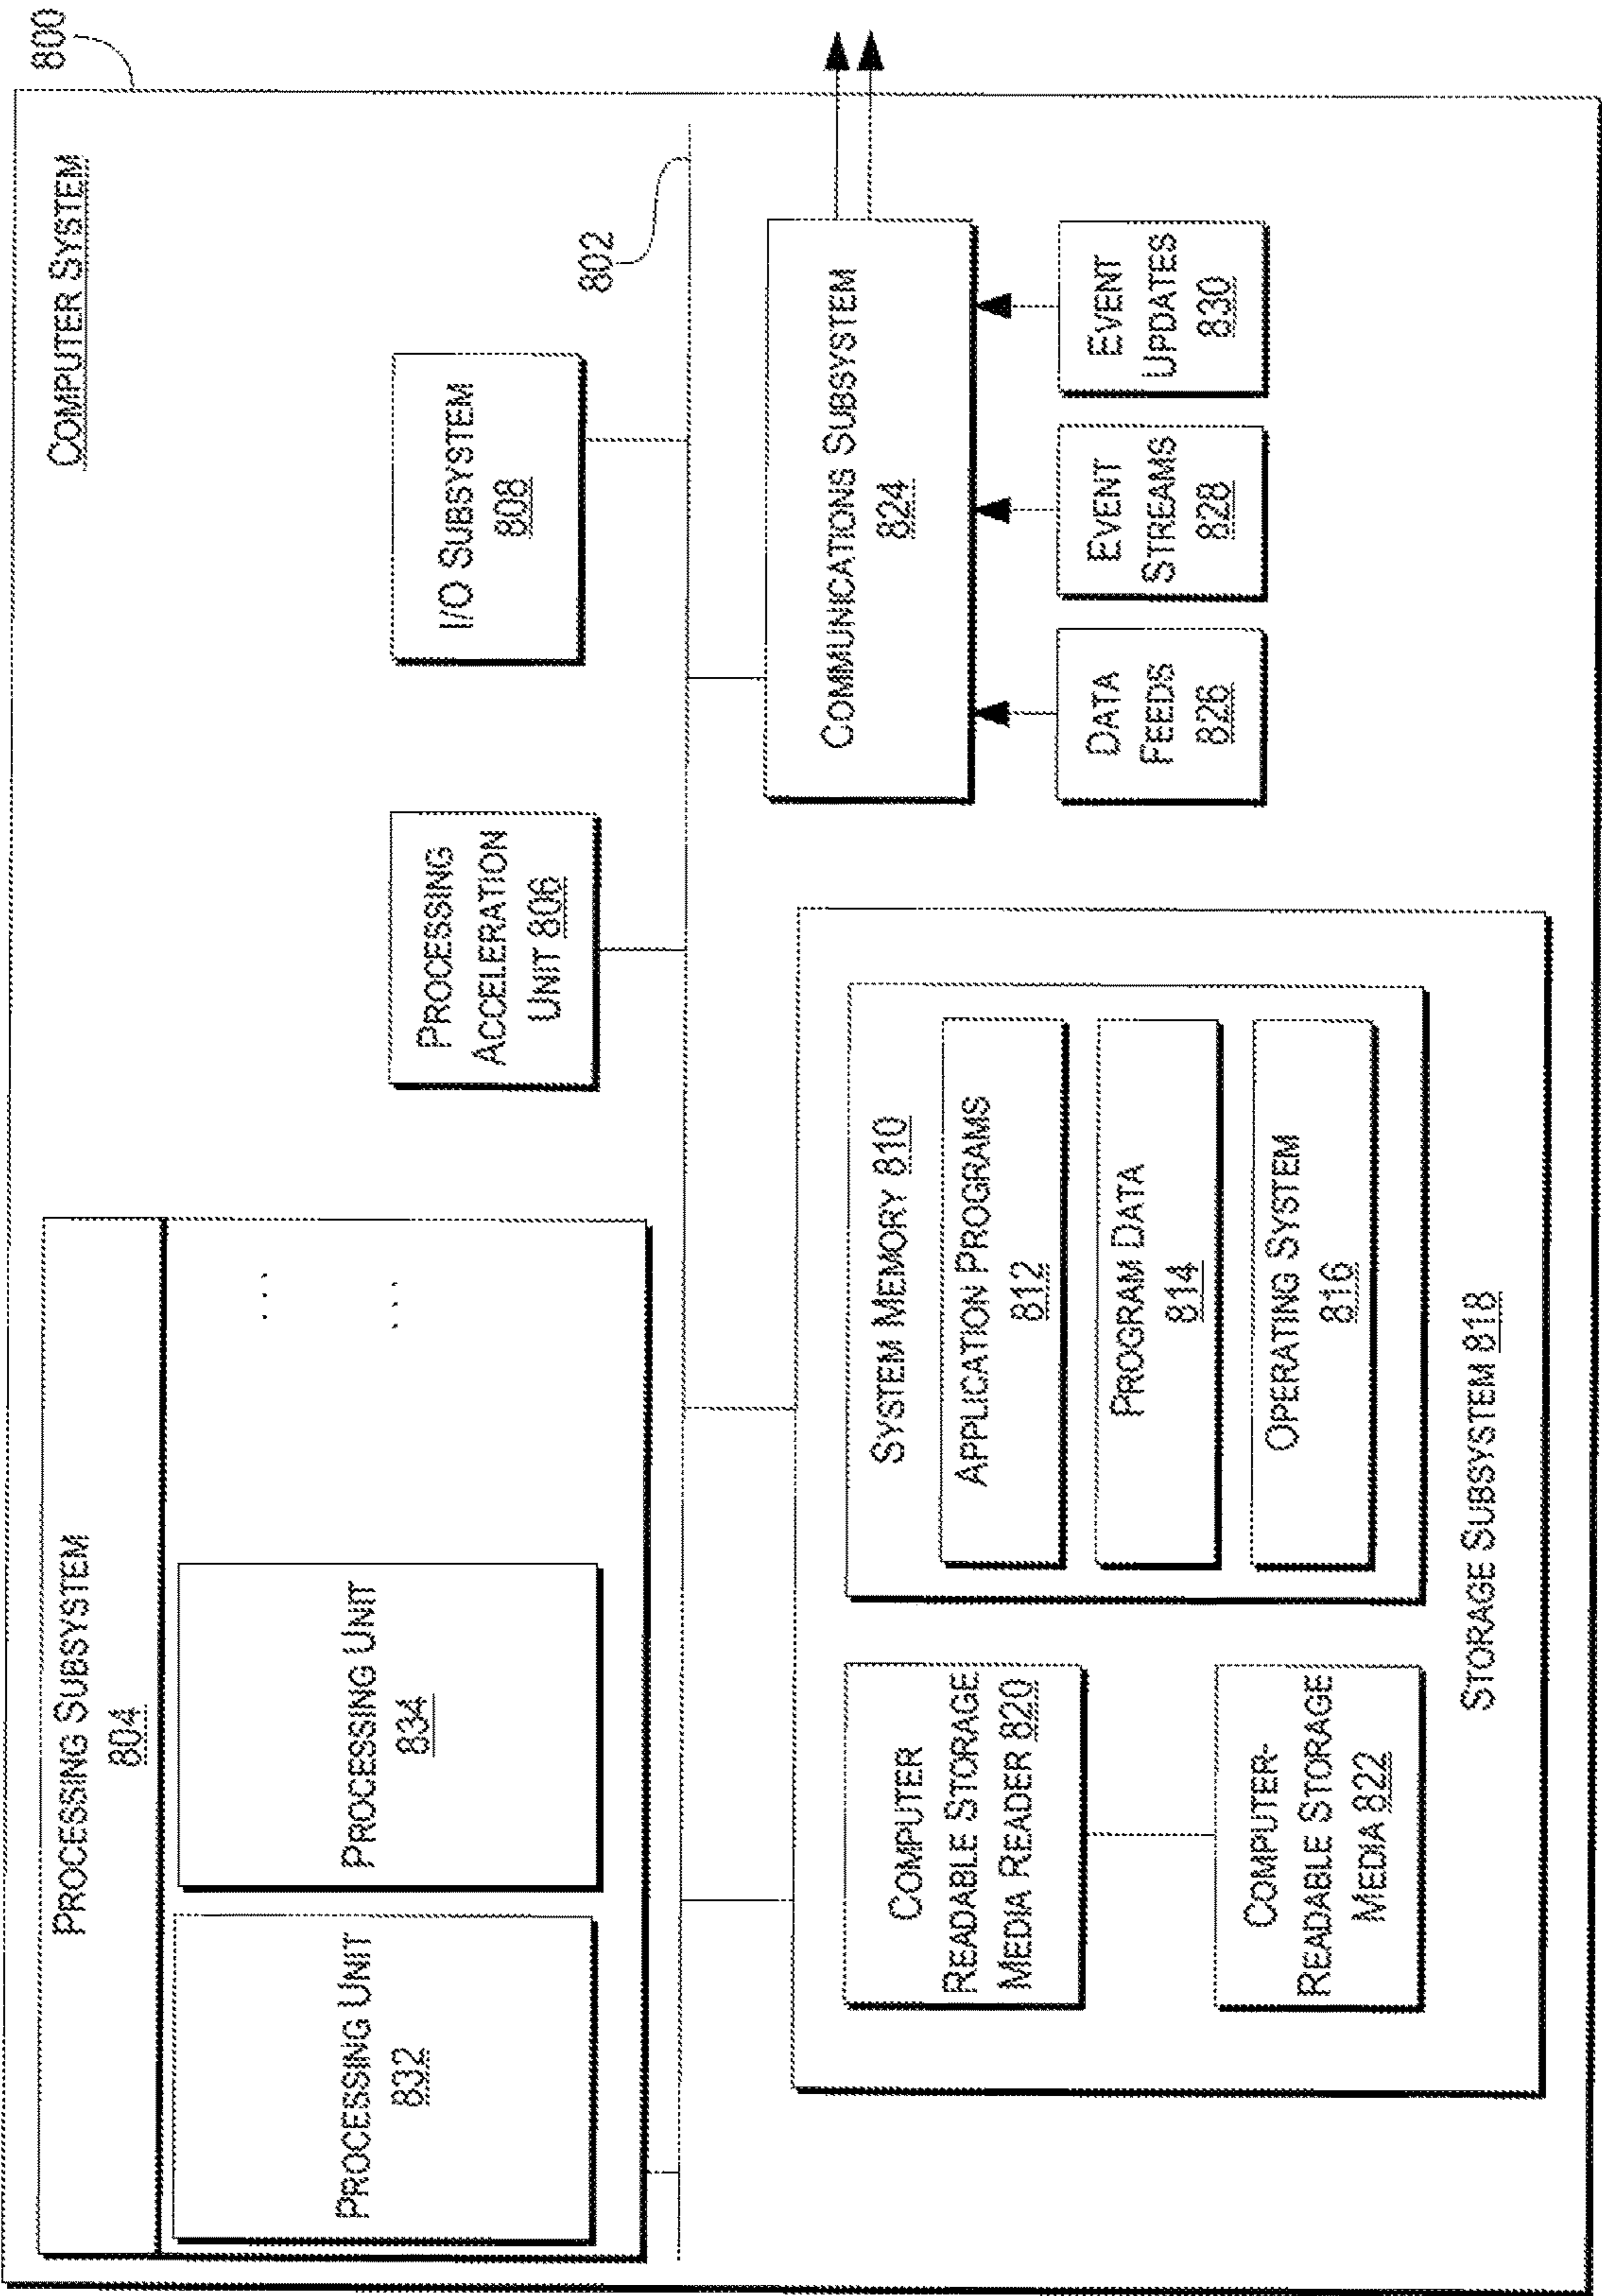 800
COMPUTER SYSTEM
PROCESSING SUBSYSTEM
804
PROCESSING UNIT
832
PROCESSING UNIT
834
...
...
PROCESSING
ACCELERATION
UNIT 806
I/O SUBSYSTEM
808
802
COMPUTER
READABLE STORAGE
MEDIA READER 820
COMPUTER-
READABLE STORAGE
MEDIA 822
SYSTEM MEMORY 810
APPLICATION PROGRAMS
812
PROGRAM DATA
814
OPERATING SYSTEM
816
STORAGE SUBSYSTEM 818
COMMUNICATIONS SUBSYSTEM
824
DATA
FEEDS
826
EVENT
STREAMS
828
EVENT
UPDATES
830